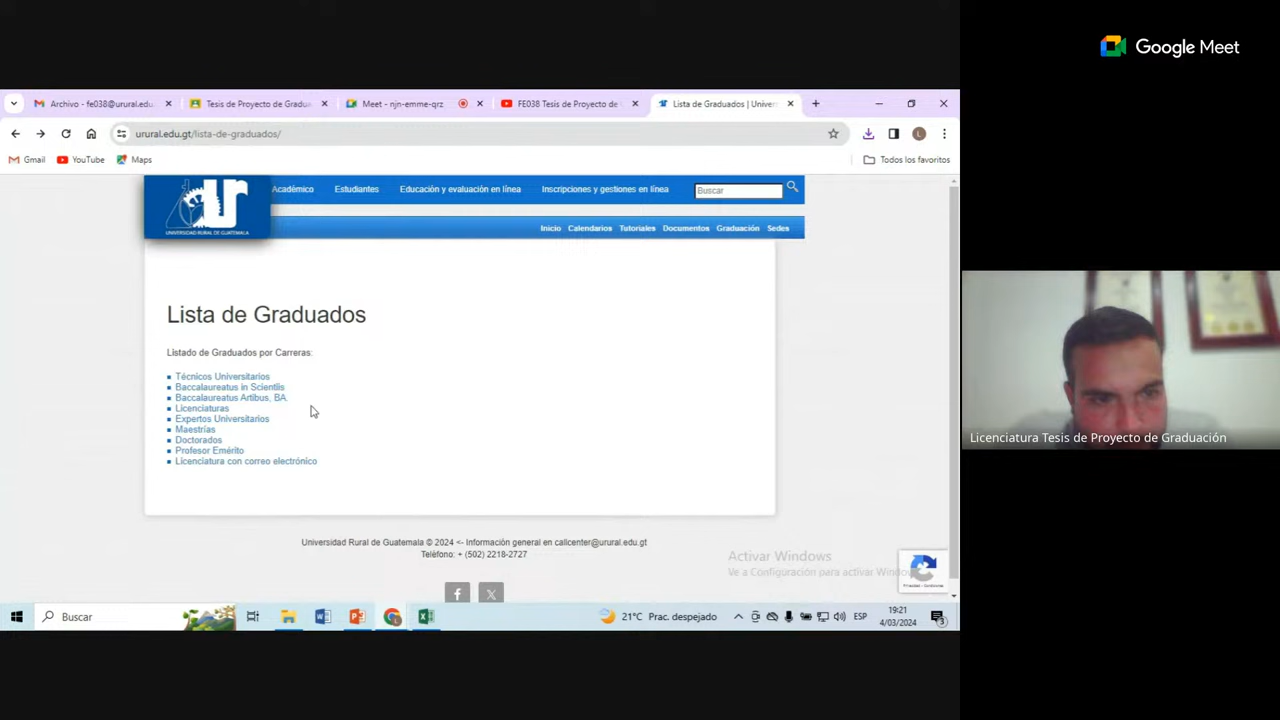 Google Meet
Archivo - fe038@urural.edu
Tesis de Proyecto de Gradua
Meet - njn-emme-qrz
FE038 Tesis de Proyecto de
Lista de Graduados | Univer
urural.edu.gt/lista-de-graduados/
Gmail
YouTube
Maps
Todos los favoritos
Académico
Estudiantes
Educación y evaluación en línea
Inscripciones y gestiones en línea
Buscar
UNIVERSIDAD RURAL DE GUATEMALA
Inicio
Calendarios
Tutoriales
Documentos
Graduación
Sedes
Lista de Graduados
Listado de Graduados por Carreras:
Técnicos Universitarios
Baccalaureatus in Scientiis
Baccalaureatus Artibus, BA.
Licenciaturas
Expertos Universitarios
Maestrías
Doctorados
Profesor Emérito
Licenciatura con correo electrónico
Licenciatura Tesis de Proyecto de Graduación
Universidad Rural de Guatemala © 2024 <- Información general en callcenter@urural.edu.gt
Teléfono: + (502) 2218-2727
Activar Windows
Ve a Configuración para activar Windo
Buscar
21°C Prac. despejado
ESP
19:21
4/03/2024
3